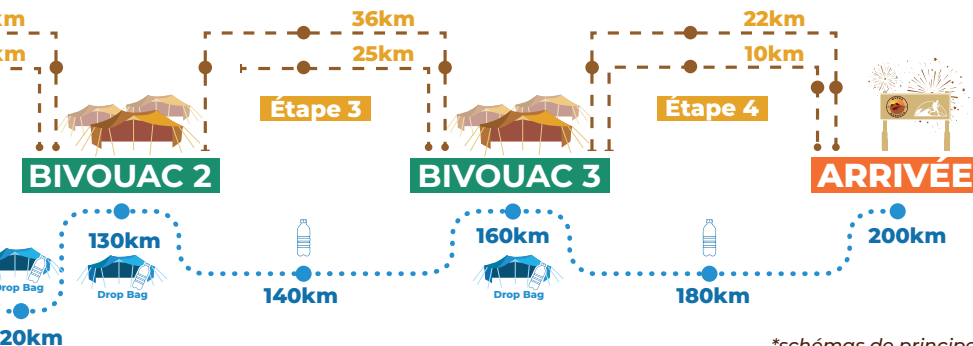 km
36km
22km
km
25km
10km
Étape 3
Étape 4
BIVOUAC 2
BIVOUAC 3
ARRIVÉE
130km
160km
200km
Drop Bag
Drop Bag
Drop Bag
140km
180km
20km
*schémas de principe